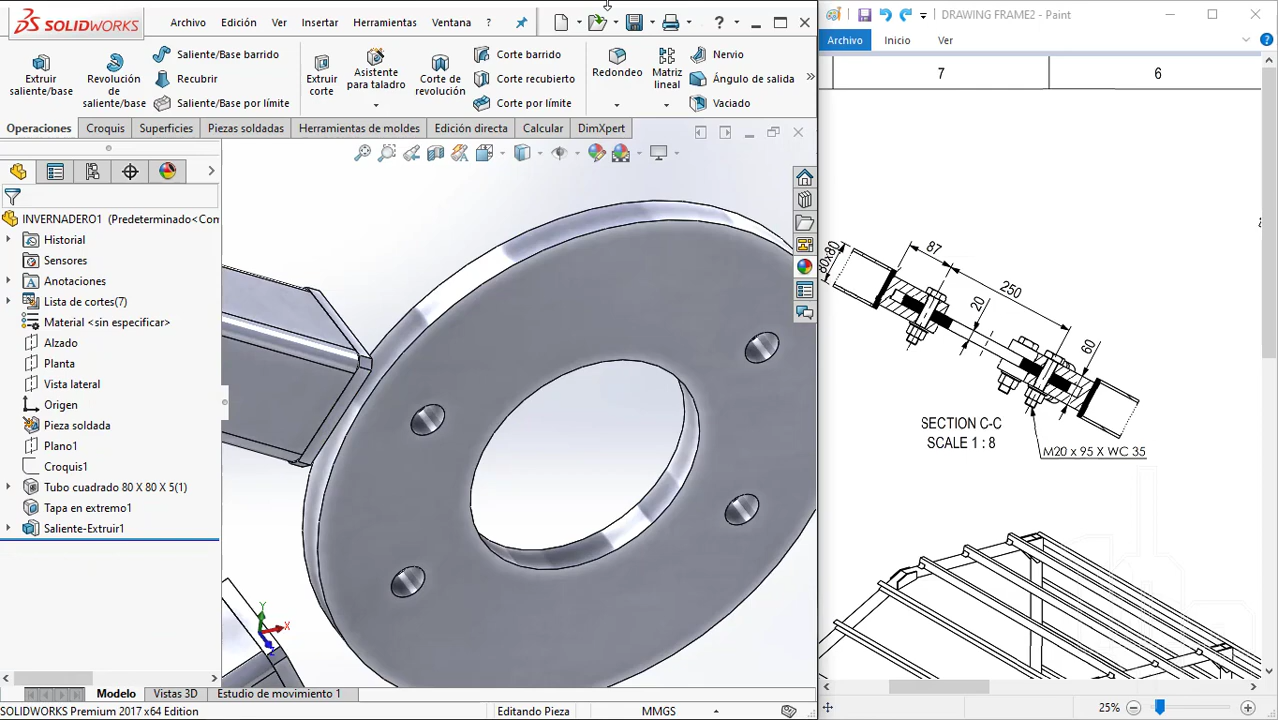 SOLIDWORKS
Archivo Edición Ver Insertar Herramientas Ventana ?
?
DRAWING FRAME2 - Paint
Archivo Inicio Ver
Extruir saliente/base
Revolución de saliente/base
Saliente/Base barrido
Recubrir
Saliente/Base por límite
Extruir corte
Asistente para taladro
Corte de revolución
Corte barrido
Corte recubierto
Corte por límite
Redondeo
Matriz lineal
Nervio
Ángulo de salida
Vaciado
Operaciones Croquis Superficies Piezas soldadas Herramientas de moldes Edición directa Calcular DimXpert
INVERNADERO1 (Predeterminado<Con
Historial
Sensores
Anotaciones
Lista de cortes(7)
Material <sin especificar>
Alzado
Planta
Vista lateral
Origen
Pieza soldada
Plano1
Croquis1
Tubo cuadrado 80 X 80 X 5(1)
Tapa en extremo1
Saliente-Extruir1
Y
X
Z
Modelo Vistas 3D Estudio de movimiento 1
SOLIDWORKS Premium 2017 x64 Edition Editando Pieza MMGS
7 6
80x80
87
250
20
60
SECTION C-C
SCALE 1 : 8
M20 x 95 X WC 35
25%